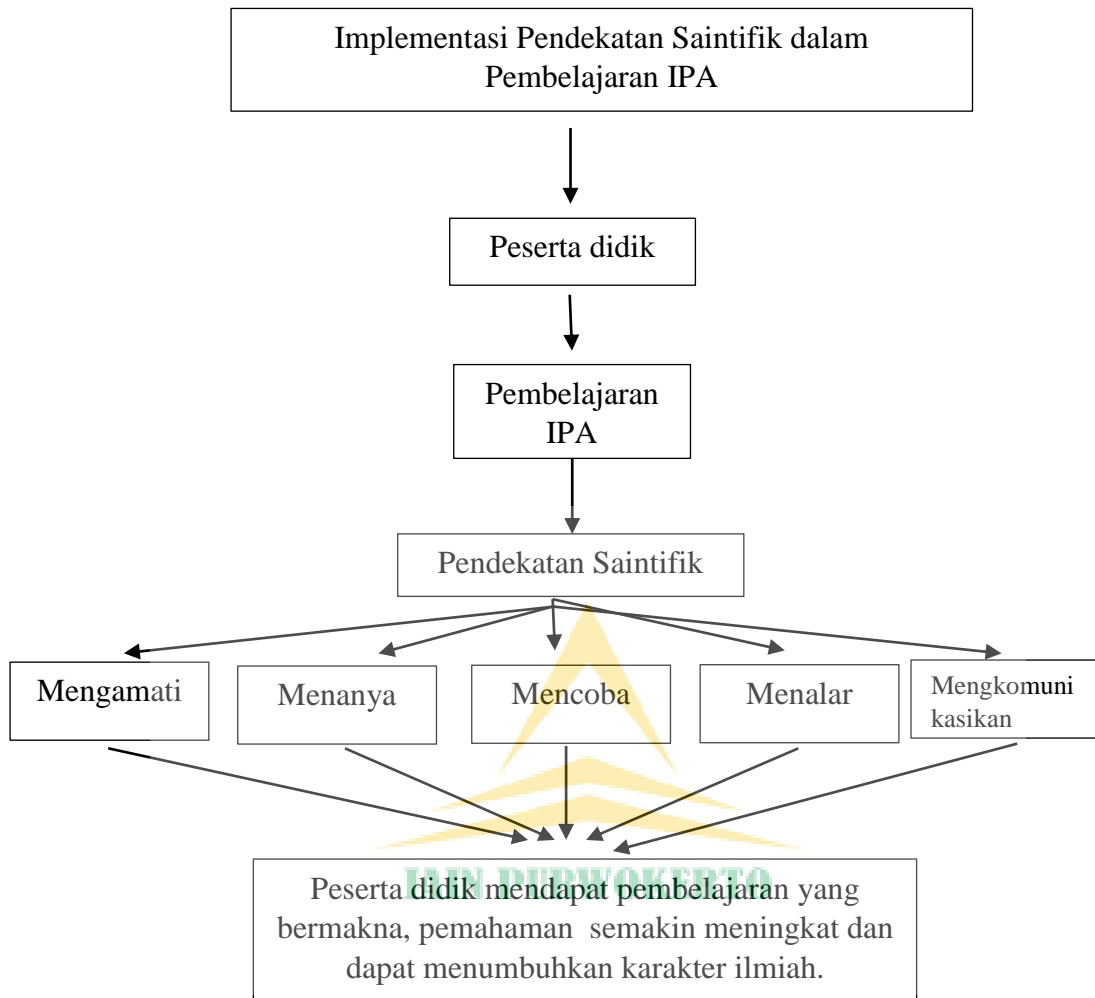 Implementasi Pendekatan Saintifik dalam
Pembelajaran IPA
Peserta didik
Pembelajaran
IPA
Pendekatan Saintifik
Mengamati
Menanya
Mencoba
Menalar
Mengkomuni
kasikan
IAIN PURWOKERTO
Peserta didik mendapat pembelajaran yang
bermakna, pemahaman semakin meningkat dan
dapat menumbuhkan karakter ilmiah.